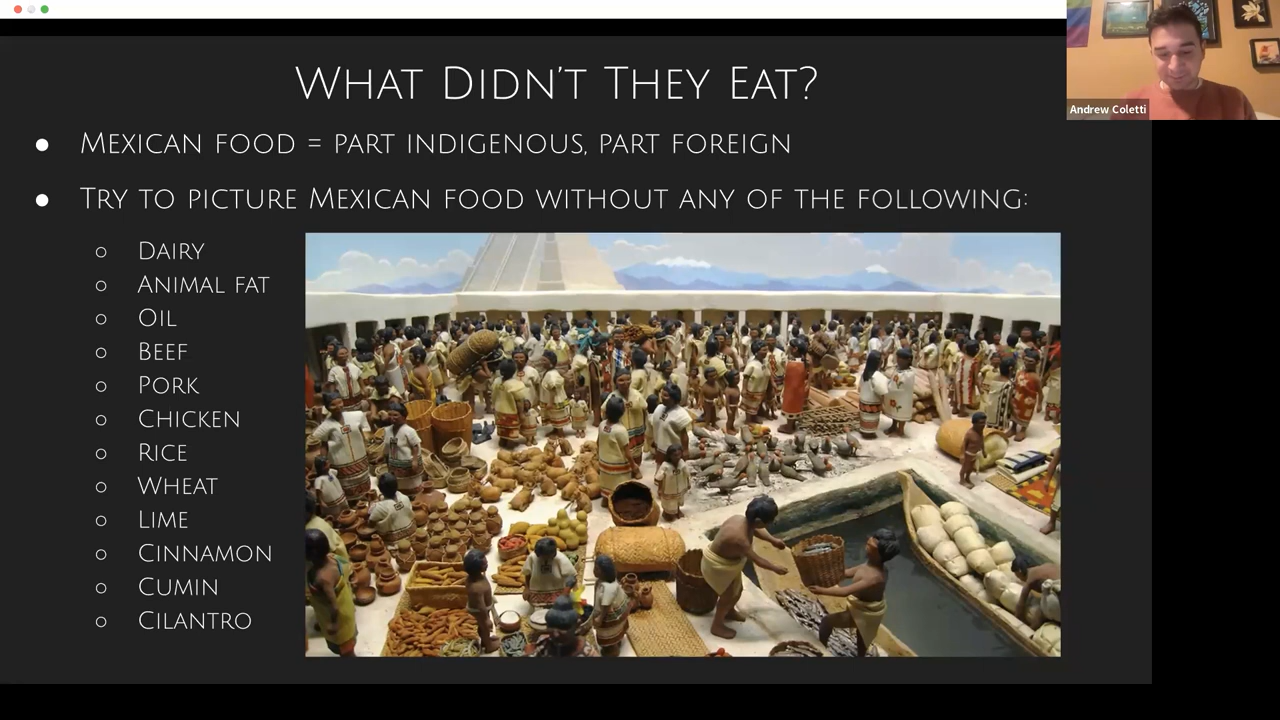 What Didn't They Eat?
● Mexican food = part indigenous, part foreign
● Try to picture Mexican food without any of the following:
○ Dairy
○ Animal fat
○ Oil
○ Beef
○ Pork
○ Chicken
○ Rice
○ Wheat
○ Lime
○ Cinnamon
○ Cumin
○ Cilantro
Andrew Coletti